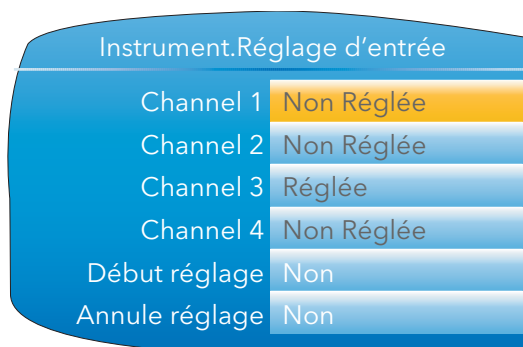 Instrument.Réglage d’entrée
Channel 1 Non Réglée
Channel 2 Non Réglée
Channel 3 Réglée
Channel 4 Non Réglée
Début réglage Non
Annule réglage Non